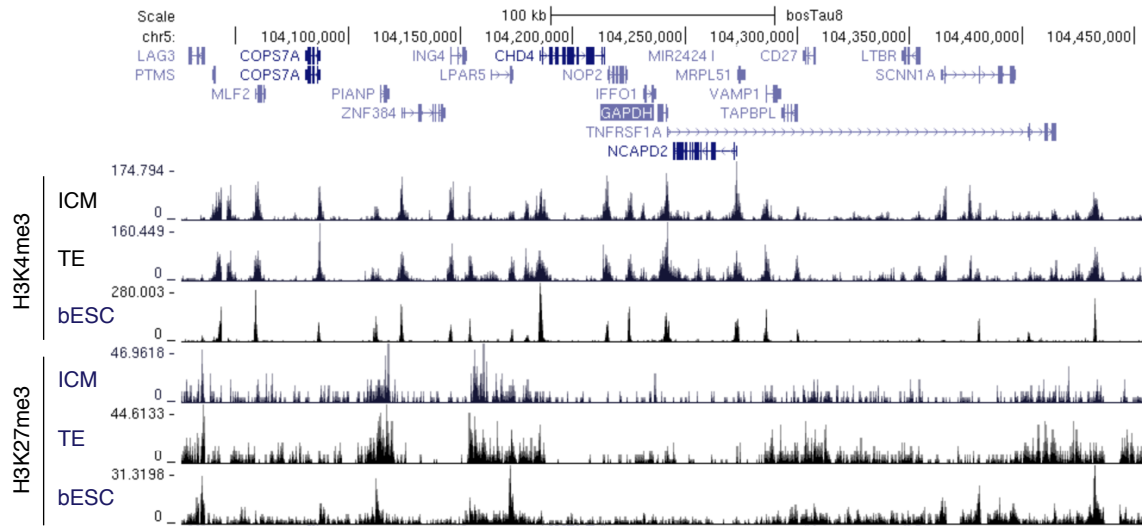 Scale 100 kb bosTau8
chr5: 104,100,000 104,150,000 104,200,000 104,250,000 104,300,000 104,350,000 104,400,000 104,450,000
LAG3 COPS7A ING4 CHD4 MIR2424 CD27 LTBR
PTMS COPS7A LPAR5 NOP2 MRPL51 SCNN1A
MLF2 PIANP IFFO1 VAMP1
ZNF384 GAPDH TAPBPL
TNFRSF1A
NCAPD2
H3K4me3
174.794
ICM
0
160.449
TE
0
280.003
bESC
0
H3K27me3
46.9618
ICM
0
44.6133
TE
0
31.3198
bESC
0